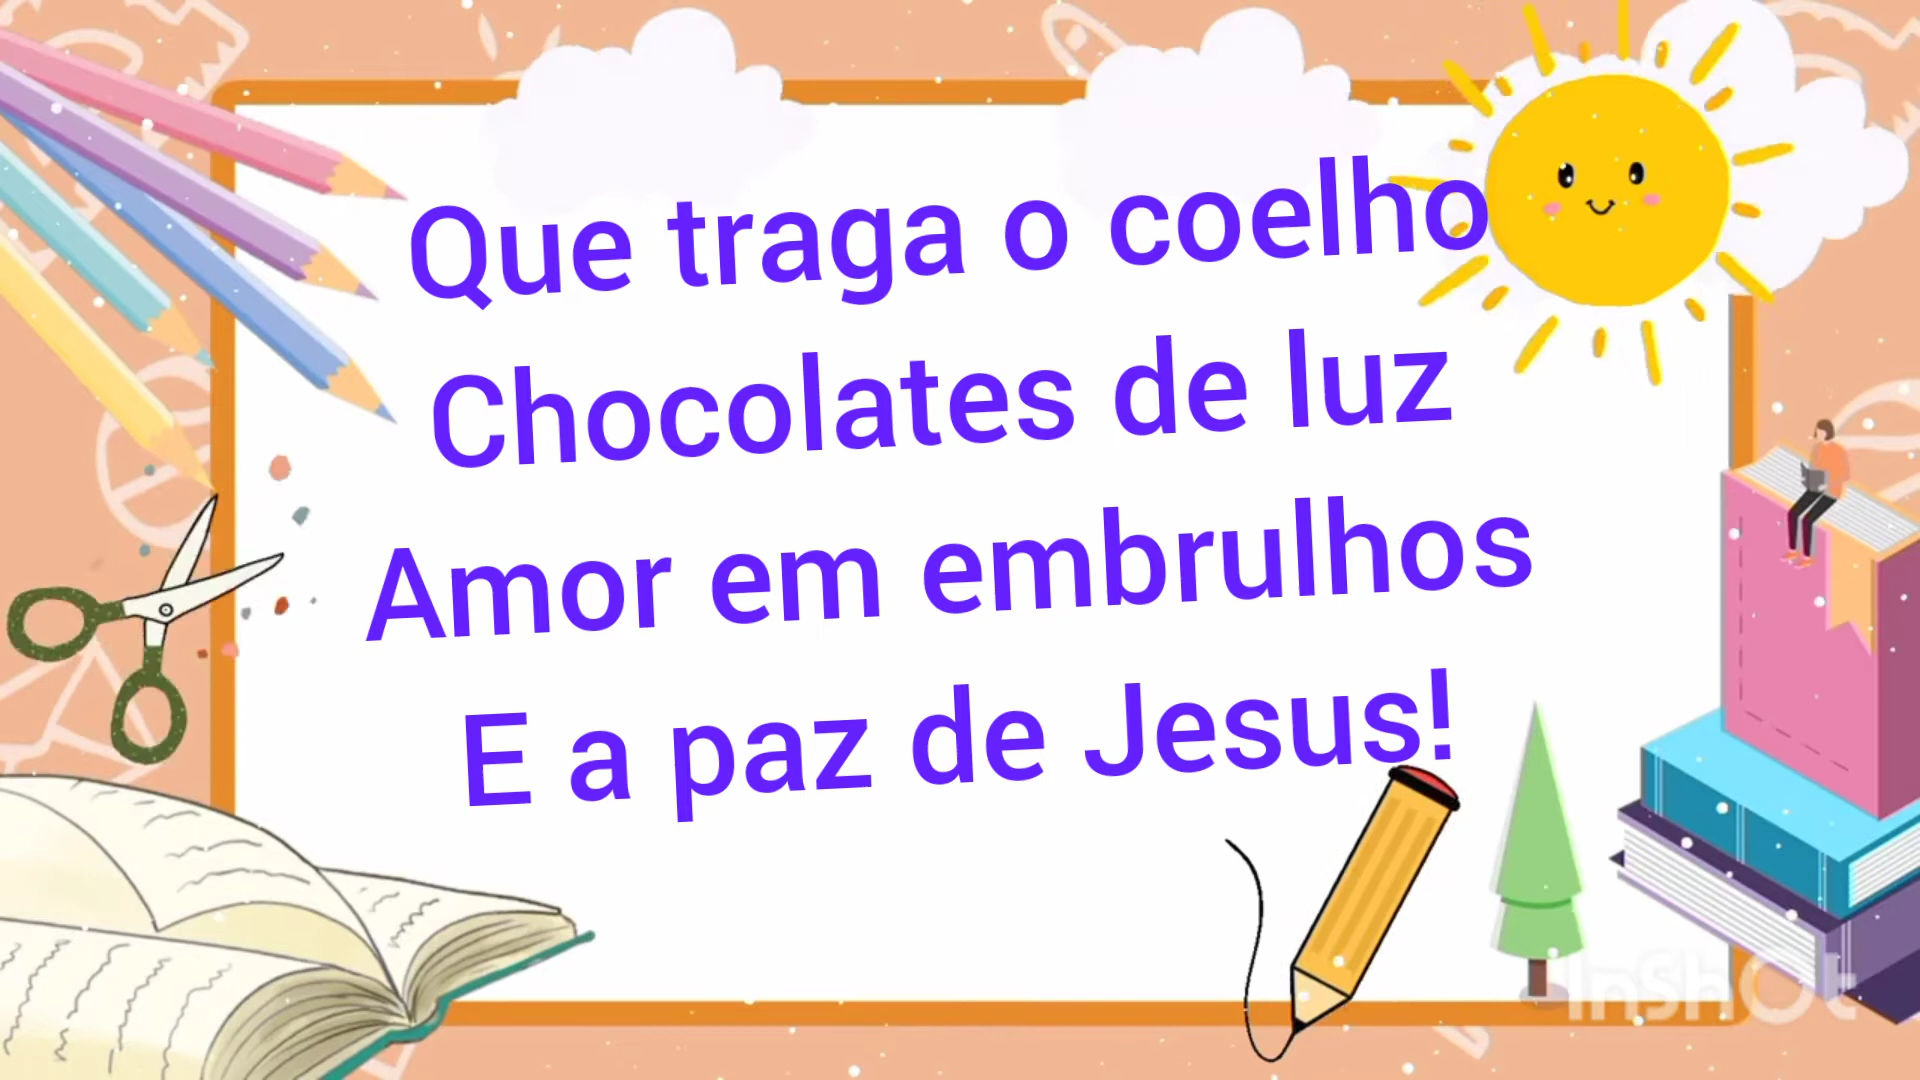 Que traga o coelho
Chocolates de luz
Amor em embrulhos
E a paz de Jesus!
InShOt